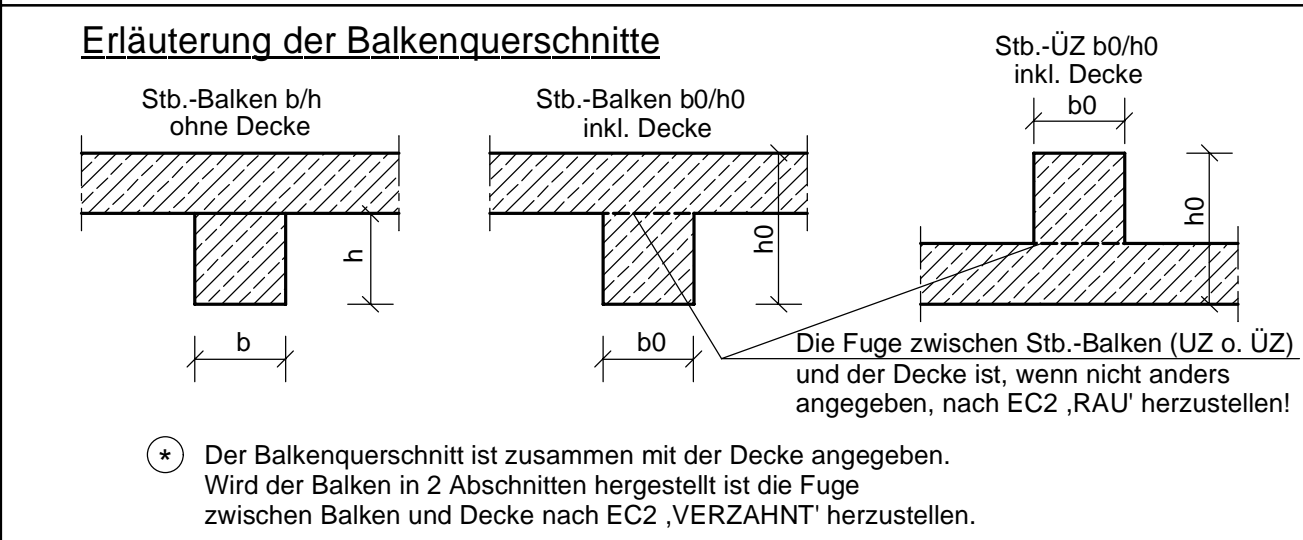 Erläuterung der Balkenquerschnitte
Stb.-Balken b/h
ohne Decke
h
b
Stb.-Balken b0/h0
inkl. Decke
h0
b0
Stb.-ÜZ b0/h0
inkl. Decke
b0
h0
Die Fuge zwischen Stb.-Balken (UZ o. ÜZ)
und der Decke ist, wenn nicht anders
angegeben, nach EC2 ‚RAU' herzustellen!
* Der Balkenquerschnitt ist zusammen mit der Decke angegeben.
Wird der Balken in 2 Abschnitten hergestellt ist die Fuge
zwischen Balken und Decke nach EC2 ‚VERZAHNT' herzustellen.